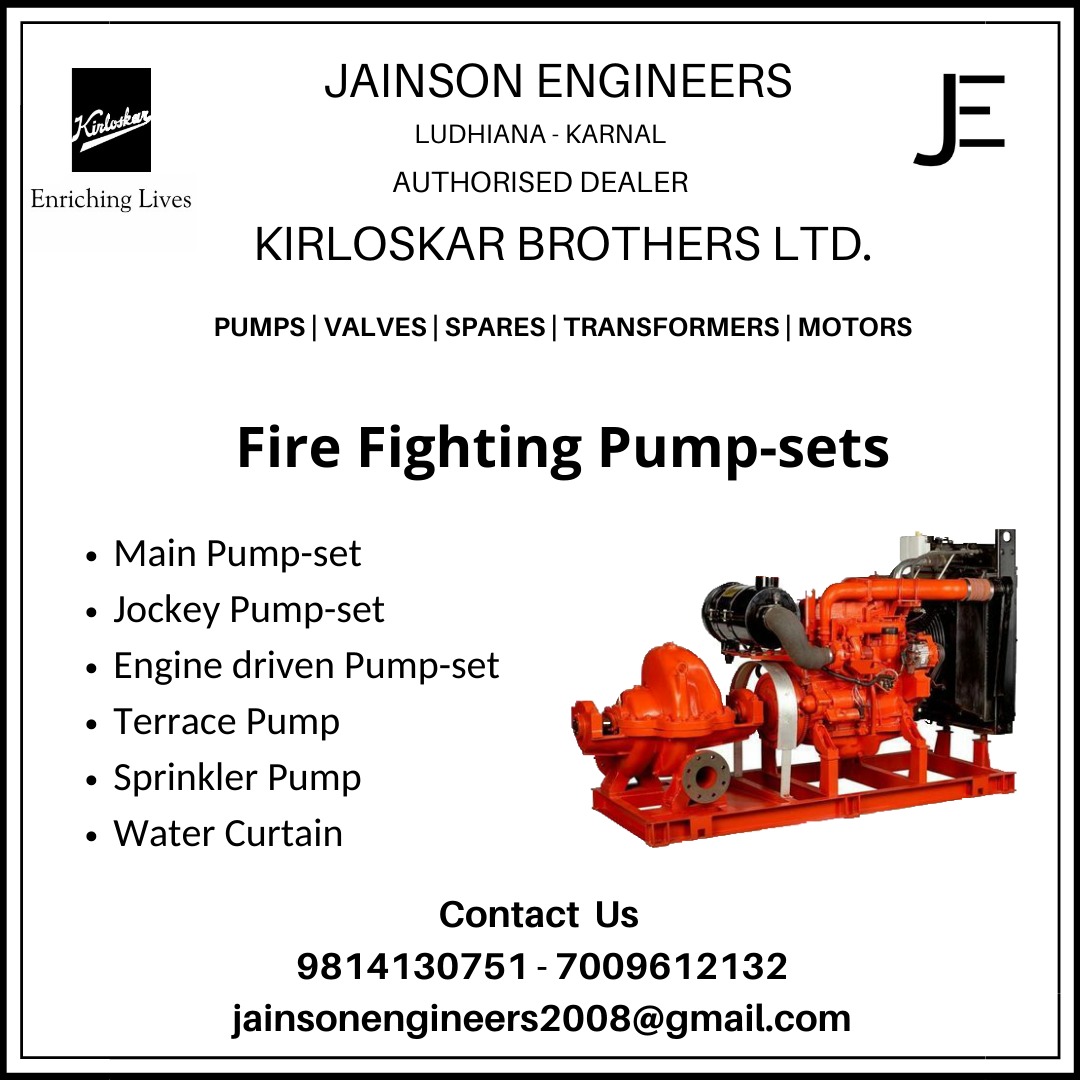 Kirloskar
Enriching Lives
JAINSON ENGINEERS
LUDHIANA - KARNAL
AUTHORISED DEALER
KIRLOSKAR BROTHERS LTD.
JE
PUMPS | VALVES | SPARES | TRANSFORMERS | MOTORS
Fire Fighting Pump-sets
• Main Pump-set
• Jockey Pump-set
• Engine driven Pump-set
• Terrace Pump
• Sprinkler Pump
• Water Curtain
Contact Us
9814130751 - 7009612132
jainsonengineers2008@gmail.com